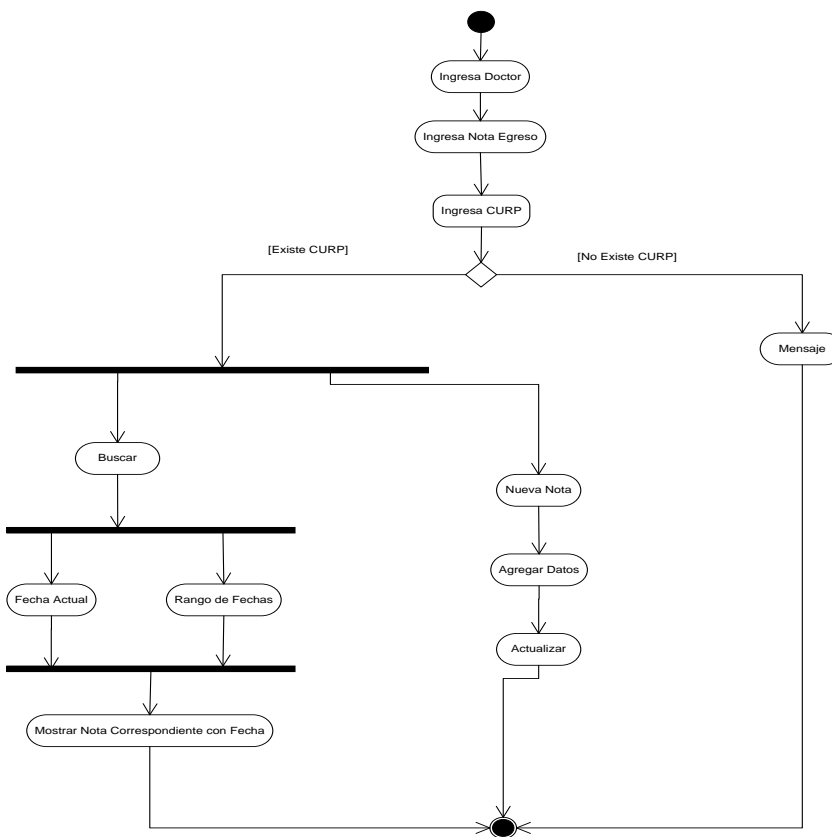 Ingresa Doctor
Ingresa Nota Egreso
Ingresa CURP
[Existe CURP]
[No Existe CURP]
Mensaje
Buscar
Nueva Nota
Agregar Datos
Fecha Actual
Rango de Fechas
Actualizar
Mostrar Nota Correspondiente con Fecha